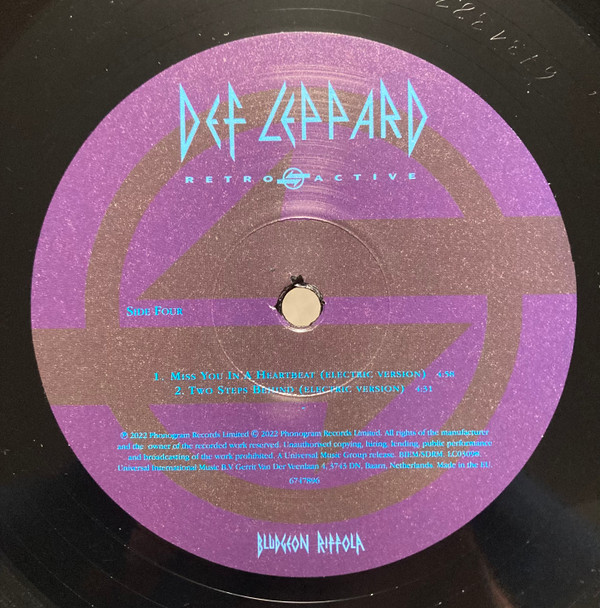 DEF LEPPARD
RETRO ACTIVE
SIDE FOUR
1. MISS YOU IN A HEARTBEAT (ELECTRIC VERSION) 4:58
2. TWO STEPS BEHIND (ELECTRIC VERSION) 4:31
℗ 2022 Phonogram Records Limited © 2022 Phonogram Records Limited. All rights of the manufacturer
and the owner of the recorded work reserved. Unauthorised copying, hiring, lending, public performance
and broadcasting of the work prohibited. A Universal Music Group release. BIEM/SDRM.
Universal International Music B.V. Gerrit Van Der Veenlaan 4, 3743 DN, Baarn, Netherlands. Made in the EU.
BLUDGEON RIFFOLA